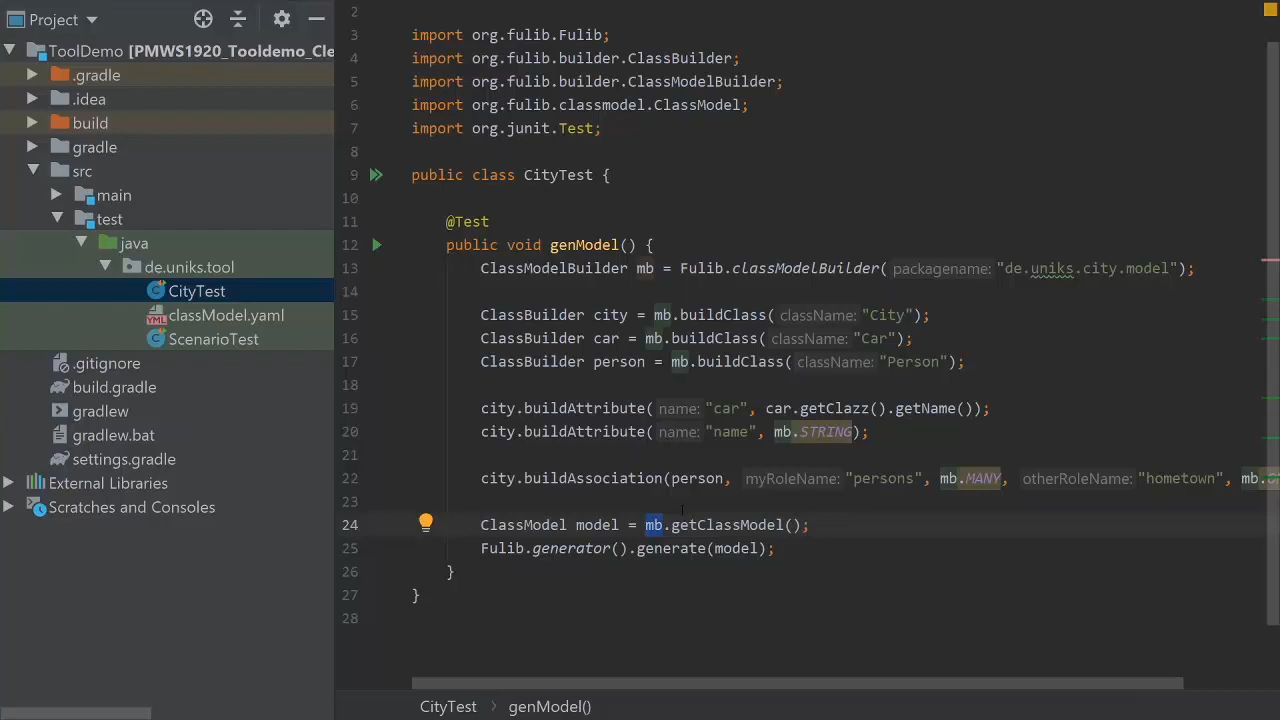 Project
ToolDemo [PMWS1920_Tooldemo_Cle
.gradle
.idea
build
gradle
src
main
test
java
de.uniks.tool
CityTest
YML classModel.yaml
ScenarioTest
.gitignore
build.gradle
gradlew
gradlew.bat
settings.gradle
External Libraries
Scratches and Consoles
2
3 import org.fulib.Fulib;
4 import org.fulib.builder.ClassBuilder;
5 import org.fulib.builder.ClassModelBuilder;
6 import org.fulib.classmodel.ClassModel;
7 import org.junit.Test;
8
9 public class CityTest {
10
11 @Test
12 public void genModel() {
13 ClassModelBuilder mb = Fulib.classModelBuilder( packagename: "de.uniks.city.model");
14
15 ClassBuilder city = mb.buildClass( className: "City");
16 ClassBuilder car = mb.buildClass( className: "Car");
17 ClassBuilder person = mb.buildClass( className: "Person");
18
19 city.buildAttribute( name: "car", car.getClazz().getName());
20 city.buildAttribute( name: "name", mb.STRING);
21
22 city.buildAssociation(person, myRoleName: "persons", mb.MANY, otherRoleName: "hometown", mb.
23
24 ClassModel model = mb.getClassModel();
25 Fulib.generator().generate(model);
26 }
27 }
28
CityTest > genModel()